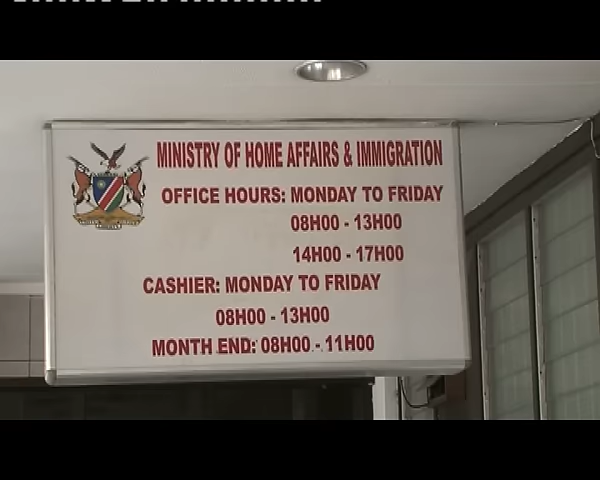 MINISTRY OF HOME AFFAIRS & IMMIGRATION
OFFICE HOURS: MONDAY TO FRIDAY
08H00 - 13H00
14H00 - 17H00
CASHIER: MONDAY TO FRIDAY
08H00 - 13H00
MONTH END: 08H00 - 11H00